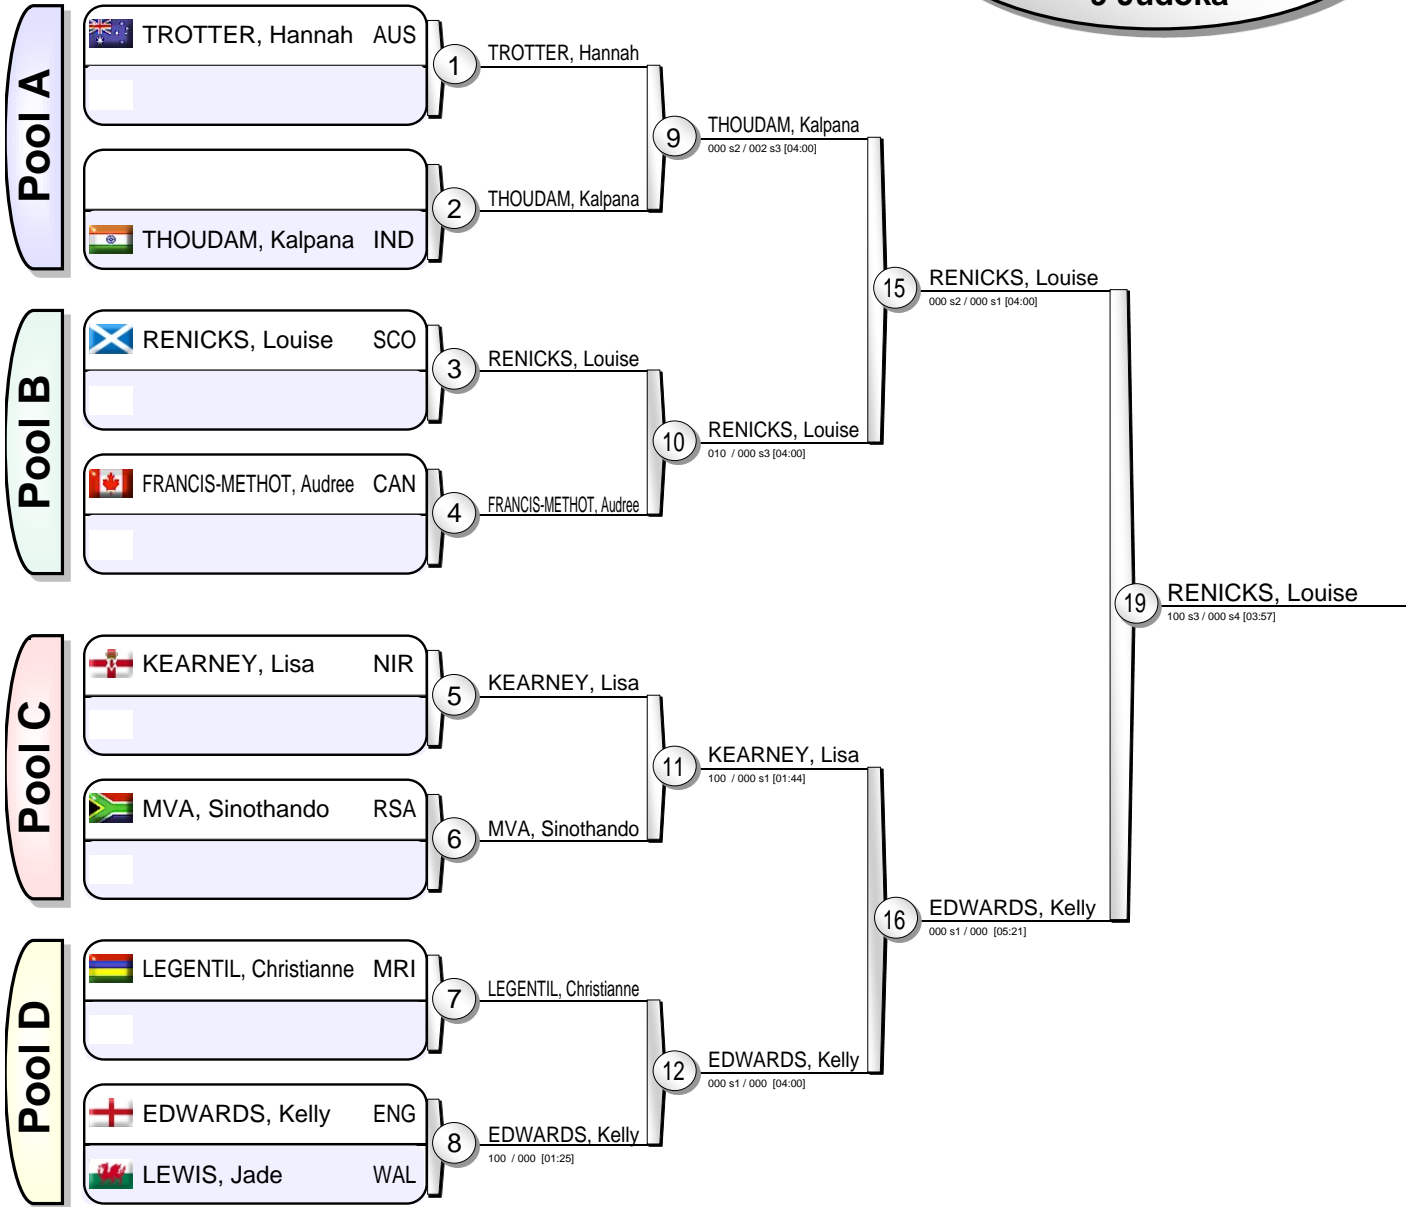 9 Judoka
Pool A
TROTTER, Hannah AUS
1
TROTTER, Hannah
2
THOUDAM, Kalpana
THOUDAM, Kalpana IND
9
THOUDAM, Kalpana
000 s2 / 002 s3 [04:00]
Pool B
RENICKS, Louise SCO
3
RENICKS, Louise
FRANCIS-METHOT, Audree CAN
4
FRANCIS-METHOT, Audree
10
RENICKS, Louise
010 / 000 s3 [04:00]
15
RENICKS, Louise
000 s2 / 000 s1 [04:00]
Pool C
KEARNEY, Lisa NIR
5
KEARNEY, Lisa
MVA, Sinothando RSA
6
MVA, Sinothando
11
KEARNEY, Lisa
100 / 000 s1 [01:44]
Pool D
LEGENTIL, Christianne MRI
7
LEGENTIL, Christianne
EDWARDS, Kelly ENG
LEWIS, Jade WAL
8
EDWARDS, Kelly
100 / 000 [01:25]
12
EDWARDS, Kelly
000 s1 / 000 [04:00]
16
EDWARDS, Kelly
000 s1 / 000 [05:21]
19
RENICKS, Louise
100 s3 / 000 s4 [03:57]